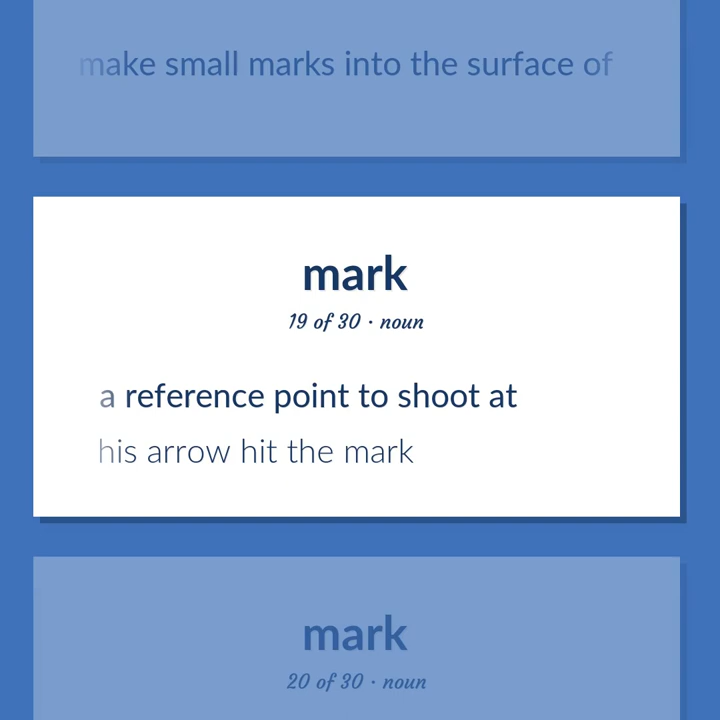 make small marks into the surface of
mark
19 of 30 · noun
a reference point to shoot at
his arrow hit the mark
mark
20 of 30 · noun